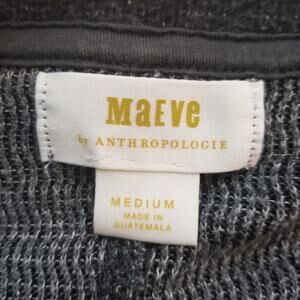 MaEve
by ANTHROPOLOGIE
MEDIUM
MADE IN
GUATEMALA